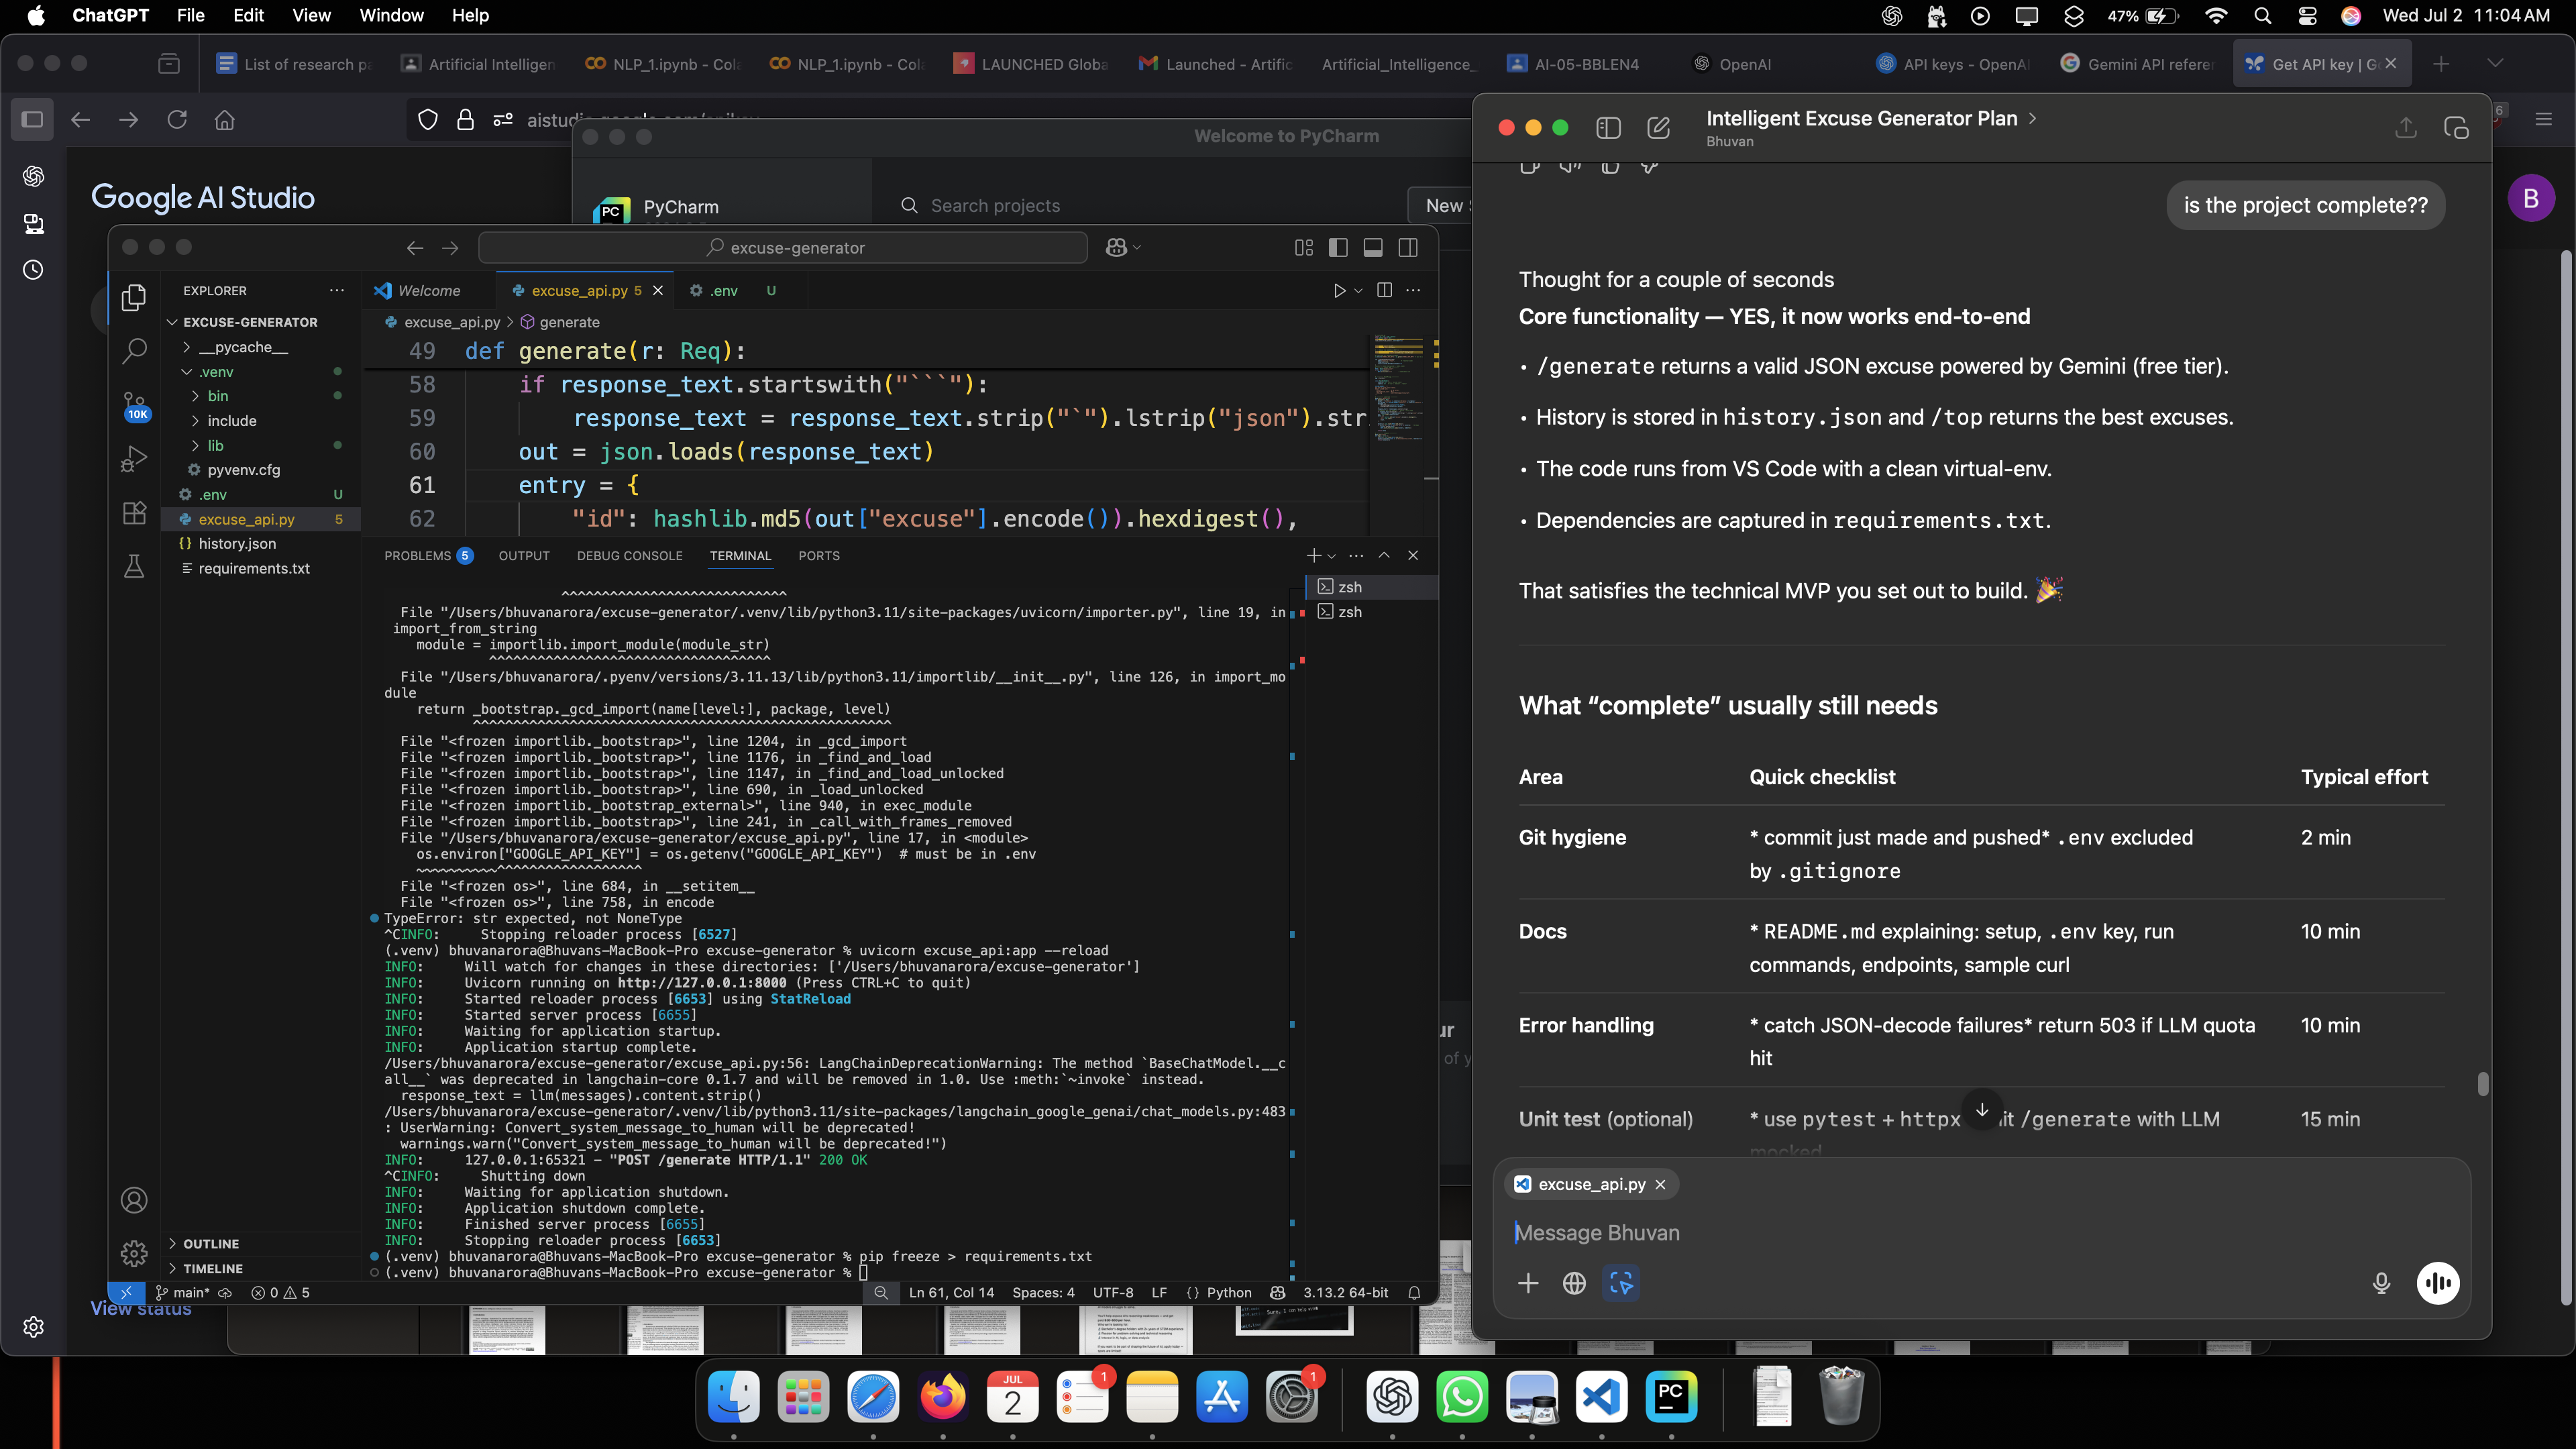 ChatGPT File Edit View Window Help 47% Wed Jul 2 11:04 AM
List of research pa Artificial Intelligen NLP_1.ipynb - Col NLP_1.ipynb - Col LAUNCHED Globa Launched - Artific Artificial_Intelligence_ AI-05-BBLEN4 OpenAI API keys - OpenAI Gemini API referer Get API key | G
Google AI Studio
B
View status
Welcome to PyCharm
PC PyCharm
Search projects
New
excuse-generator
EXPLORER
EXCUSE-GENERATOR
__pycache__
.venv
bin
include
lib
pyvenv.cfg
.env U
excuse_api.py 5
history.json
requirements.txt
10K
OUTLINE
TIMELINE
Welcome excuse_api.py 5 .env U
excuse_api.py > generate
49 def generate(r: Req):
58 if response_text.startswith("```"):
59 response_text = response_text.strip("`").lstrip("json").str
60 out = json.loads(response_text)
61 entry = {
62 "id": hashlib.md5(out["excuse"].encode()).hexdigest(),
PROBLEMS 5 OUTPUT DEBUG CONSOLE TERMINAL PORTS
zsh
zsh
^^^^^^^^^^^^^^^^^^^^^^^^^^^^
File "/Users/bhuvanarora/excuse-generator/.venv/lib/python3.11/site-packages/uvicorn/importer.py", line 19, in
import_from_string
module = importlib.import_module(module_str)
^^^^^^^^^^^^^^^^^^^^^^^^^^^^^^^^^^^
File "/Users/bhuvanarora/.pyenv/versions/3.11.13/lib/python3.11/importlib/__init__.py", line 126, in import_mo
dule
return _bootstrap._gcd_import(name[level:], package, level)
^^^^^^^^^^^^^^^^^^^^^^^^^^^^^^^^^^^^^^^^^^^^^^^^^^^^
File "<frozen importlib._bootstrap>", line 1204, in _gcd_import
File "<frozen importlib._bootstrap>", line 1176, in _find_and_load
File "<frozen importlib._bootstrap>", line 1147, in _find_and_load_unlocked
File "<frozen importlib._bootstrap>", line 690, in _load_unlocked
File "<frozen importlib._bootstrap_external>", line 940, in exec_module
File "<frozen importlib._bootstrap>", line 241, in _call_with_frames_removed
File "/Users/bhuvanarora/excuse-generator/excuse_api.py", line 17, in <module>
os.environ["GOOGLE_API_KEY"] = os.getenv("GOOGLE_API_KEY") # must be in .env
~~~~~~~~~~^^^^^^^^^^^^^^^^^^
File "<frozen os>", line 684, in __setitem__
File "<frozen os>", line 758, in encode
TypeError: str expected, not NoneType
^CINFO: Stopping reloader process [6527]
(.venv) bhuvanarora@Bhuvans-MacBook-Pro excuse-generator % uvicorn excuse_api:app --reload
INFO: Will watch for changes in these directories: ['/Users/bhuvanarora/excuse-generator']
INFO: Uvicorn running on http://127.0.0.1:8000 (Press CTRL+C to quit)
INFO: Started reloader process [6653] using StatReload
INFO: Started server process [6655]
INFO: Waiting for application startup.
INFO: Application startup complete.
/Users/bhuvanarora/excuse-generator/excuse_api.py:56: LangChainDeprecationWarning: The method `BaseChatModel.__c
all__` was deprecated in langchain-core 0.1.7 and will be removed in 1.0. Use :meth:`~invoke` instead.
response_text = llm(messages).content.strip()
/Users/bhuvanarora/excuse-generator/.venv/lib/python3.11/site-packages/langchain_google_genai/chat_models.py:483
: UserWarning: Convert_system_message_to_human will be deprecated!
warnings.warn("Convert_system_message_to_human will be deprecated!")
INFO: 127.0.0.1:65321 - "POST /generate HTTP/1.1" 200 OK
^CINFO: Shutting down
INFO: Waiting for application shutdown.
INFO: Application shutdown complete.
INFO: Finished server process [6655]
INFO: Stopping reloader process [6653]
(.venv) bhuvanarora@Bhuvans-MacBook-Pro excuse-generator % pip freeze > requirements.txt
(.venv) bhuvanarora@Bhuvans-MacBook-Pro excuse-generator %
main* 0 5 Ln 61, Col 14 Spaces: 4 UTF-8 LF Python 3.13.2 64-bit
Intelligent Excuse Generator Plan >
Bhuvan
is the project complete??
Thought for a couple of seconds
Core functionality — YES, it now works end-to-end
• /generate returns a valid JSON excuse powered by Gemini (free tier).
• History is stored in history.json and /top returns the best excuses.
• The code runs from VS Code with a clean virtual-env.
• Dependencies are captured in requirements.txt.
That satisfies the technical MVP you set out to build. 🎉
What “complete” usually still needs
Area Quick checklist Typical effort
Git hygiene * commit just made and pushed* .env excluded 2 min
by .gitignore
Docs * README.md explaining: setup, .env key, run 10 min
commands, endpoints, sample curl
Error handling * catch JSON-decode failures* return 503 if LLM quota 10 min
hit
Unit test (optional) * use pytest + httpx it /generate with LLM 15 min
mocked
excuse_api.py
Message Bhuvan
JUL
2
1
1
PC